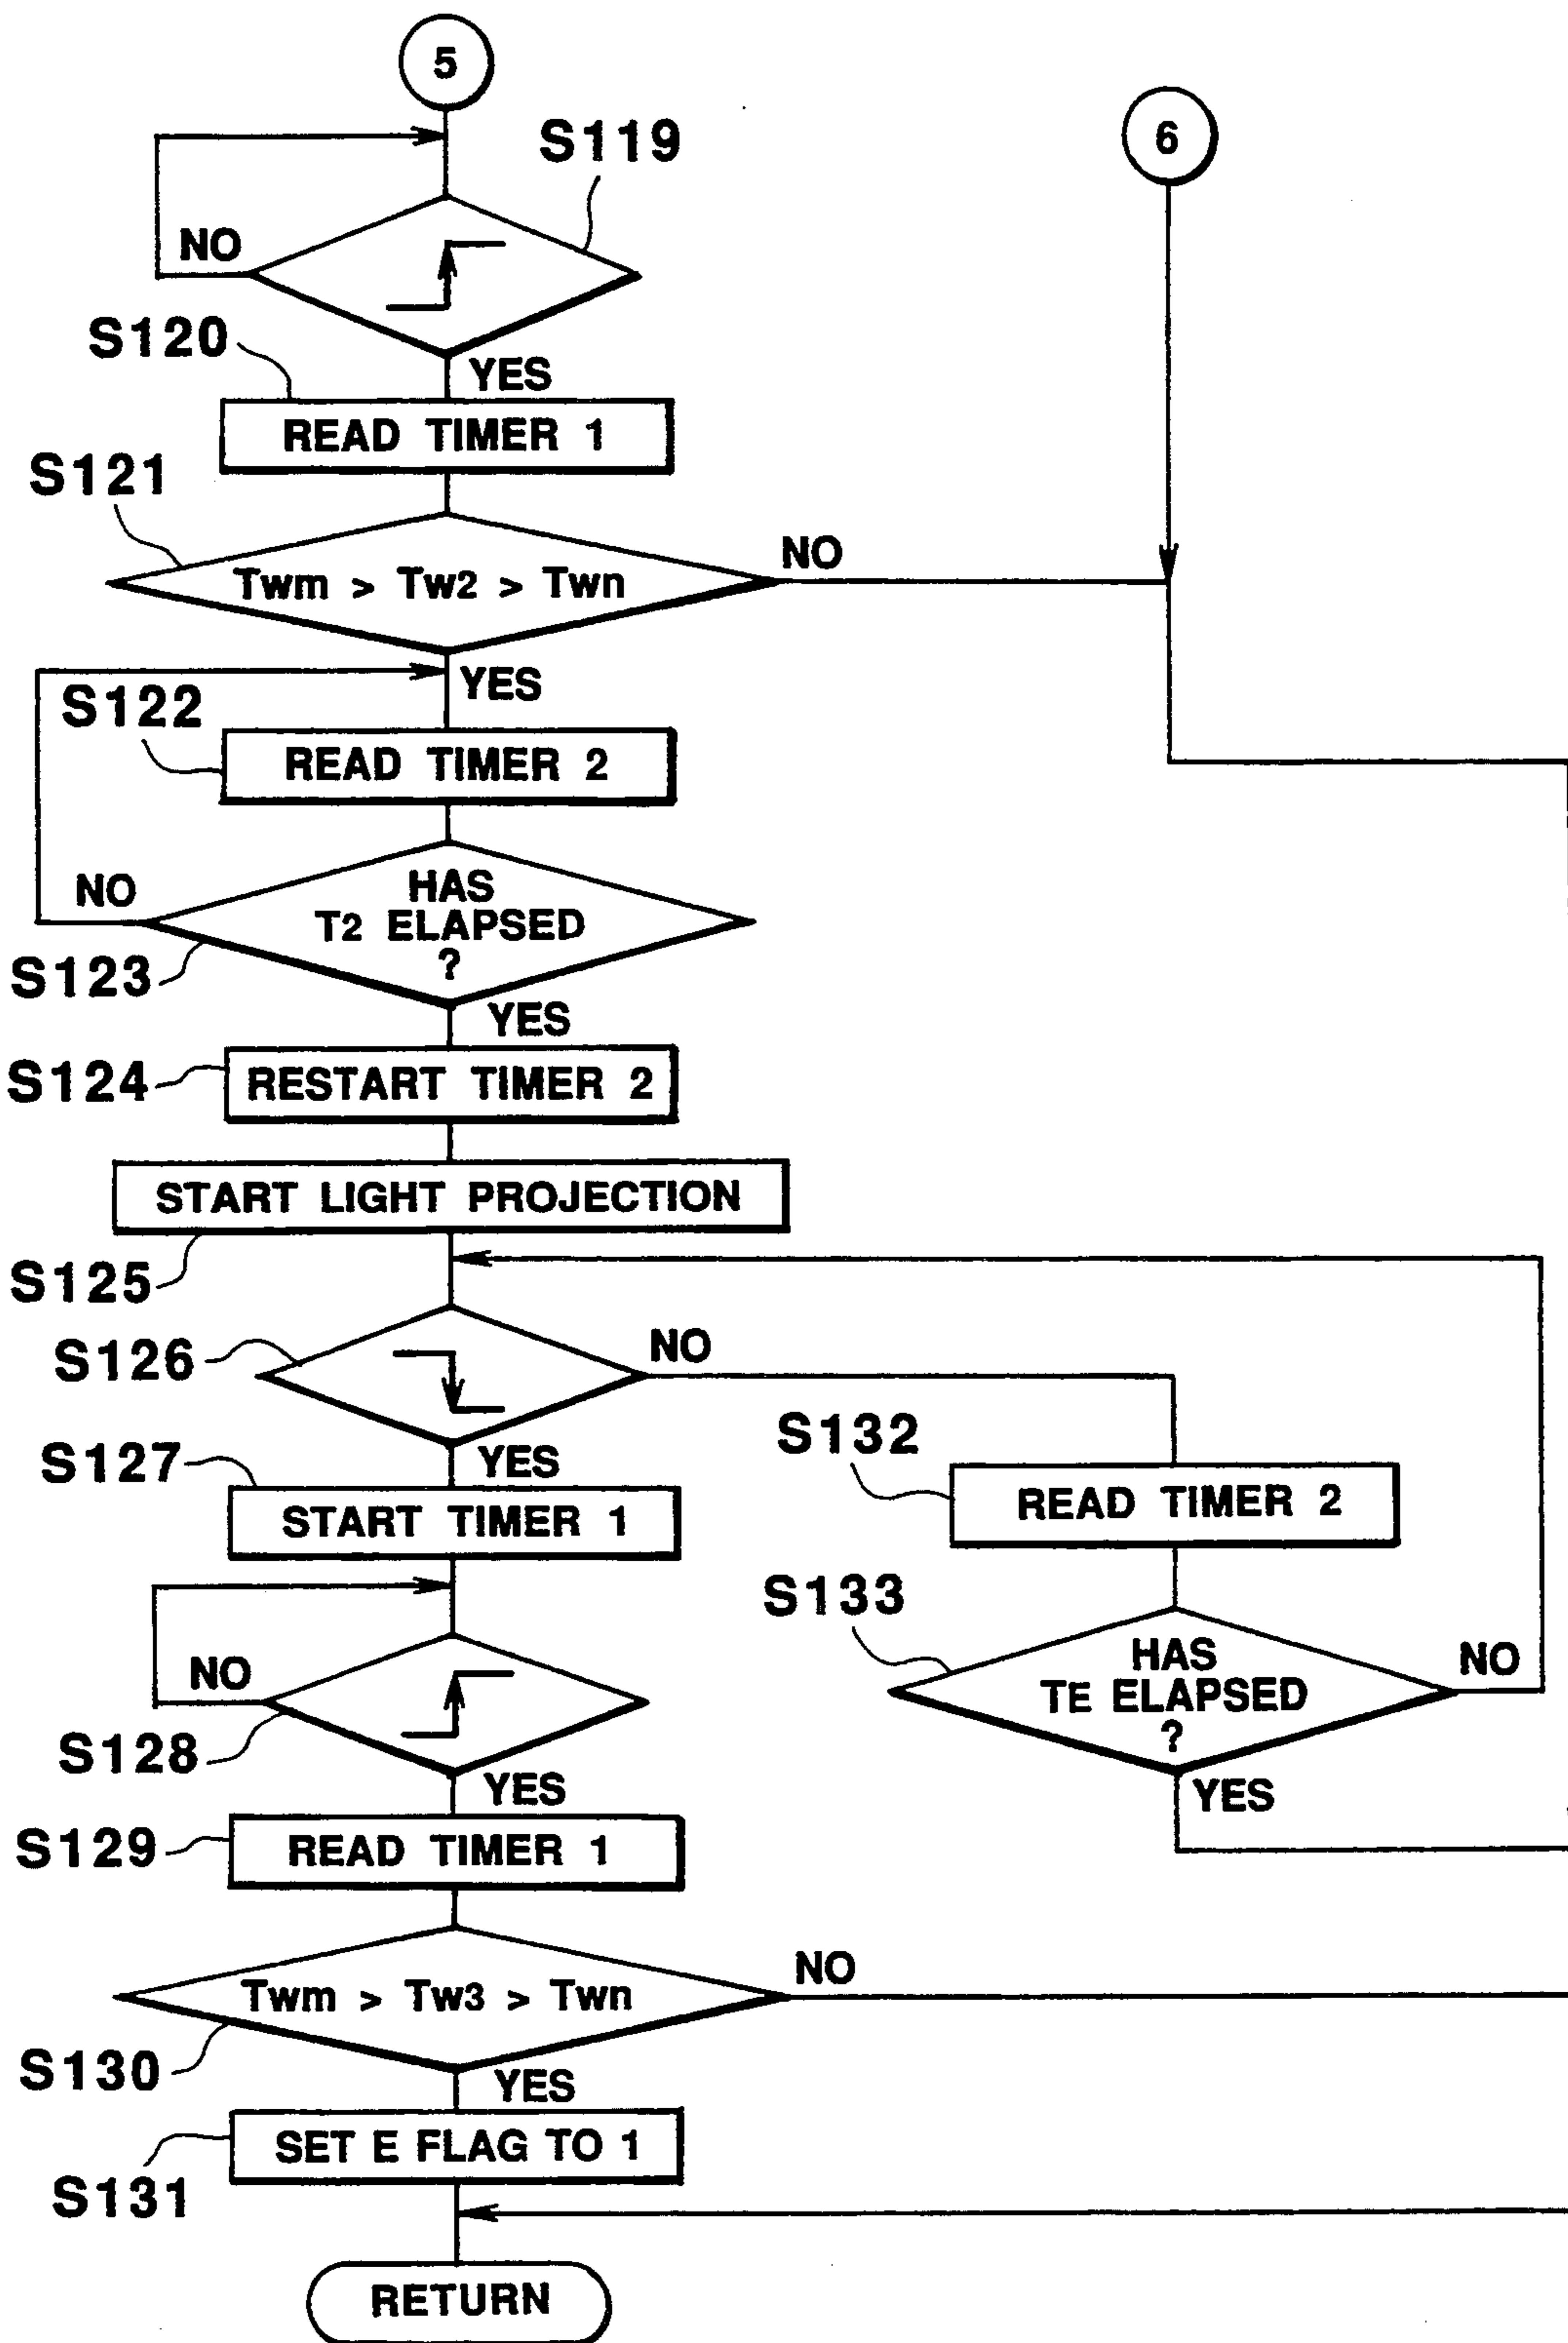 5
6
S119
NO
S120
YES
READ TIMER 1
S121
NO
Twm > Tw2 > Twn
YES
S122
READ TIMER 2
NO
HAS
T2 ELAPSED
?
S123
YES
S124
RESTART TIMER 2
START LIGHT PROJECTION
S125
S126
NO
YES
S127
START TIMER 1
S132
READ TIMER 2
S133
HAS
TE ELAPSED
?
NO
YES
NO
S128
YES
S129
READ TIMER 1
NO
Twm > Tw3 > Twn
S130
YES
SET E FLAG TO 1
S131
RETURN